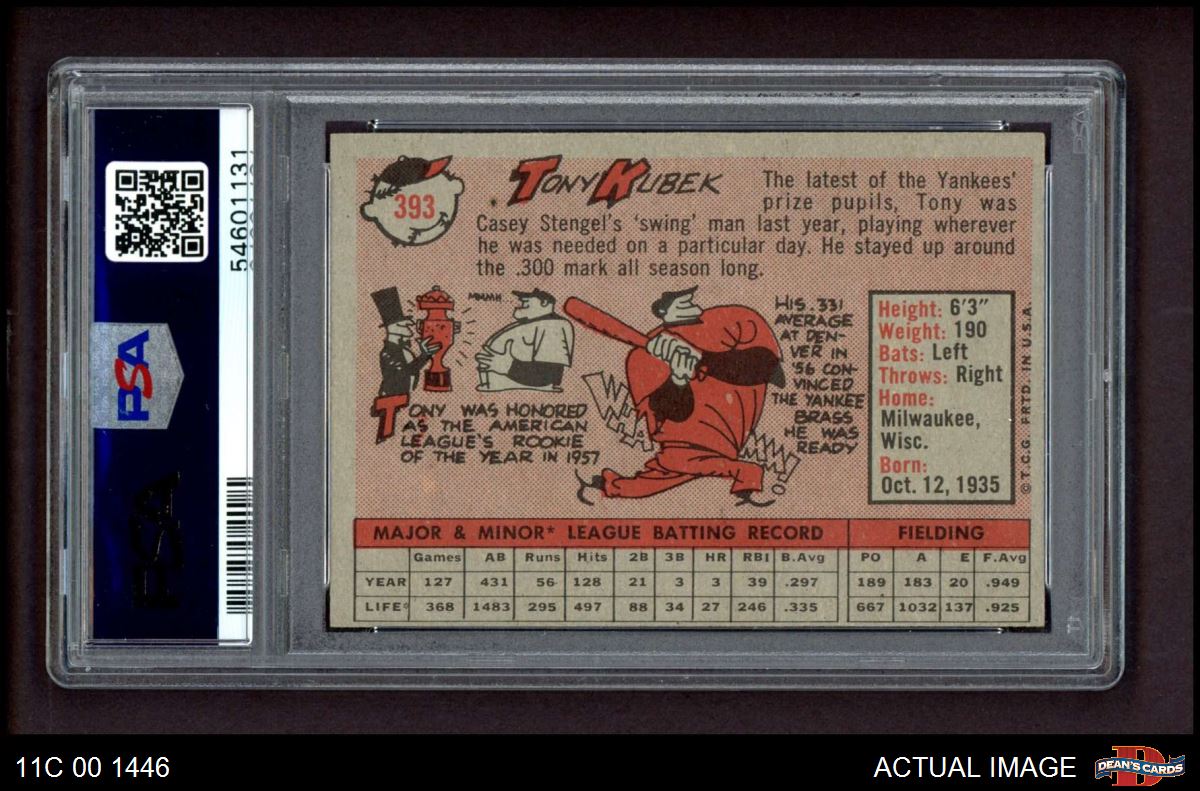 54601131
PSA
PSA
393
TONY KUBEK
The latest of the Yankees'
prize pupils, Tony was
Casey Stengel's 'swing' man last year, playing wherever
he was needed on a particular day. He stayed up around
the .300 mark all season long.
MMMH
TONY WAS HONORED
AS THE AMERICAN
LEAGUE'S ROOKIE
OF THE YEAR IN 1957
HIS .331
AVERAGE
AT DEN-
VER IN
'56 CON-
VINCED
THE YANKEE
BRASS
HE WAS
READY
Height: 6'3"
Weight: 190
Bats: Left
Throws: Right
Home:
Milwaukee,
Wisc.
Born:
Oct. 12, 1935
© T.C.G. PRTD. IN U.S.A.
MAJOR & MINOR* LEAGUE BATTING RECORD FIELDING
Games AB Runs Hits 2B 3B HR RBI B.Avg PO A E F.Avg
YEAR 127 431 56 128 21 3 3 39 .297 189 183 20 .949
LIFE* 368 1483 295 497 88 34 27 246 .335 667 1032 137 .925
11C 00 1446
ACTUAL IMAGE
DEAN'S CARDS